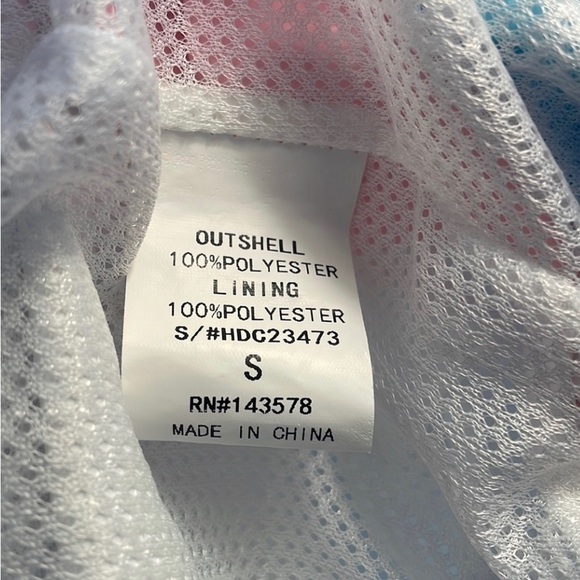 OUTSHELL
100%POLYESTER
LINING
100%POLYESTER
S/#HDC23473
S
RN#143578
MADE IN CHINA